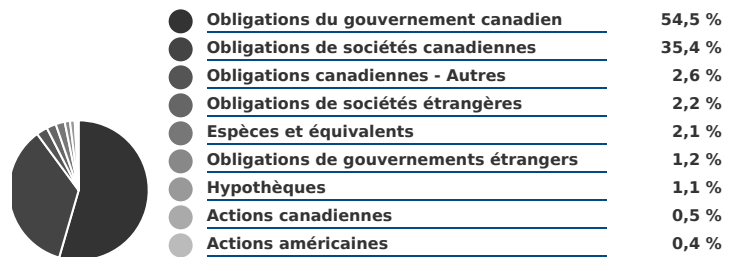 Obligations du gouvernement canadien 54,5 %
Obligations de sociétés canadiennes 35,4 %
Obligations canadiennes - Autres 2,6 %
Obligations de sociétés étrangères 2,2 %
Espèces et équivalents 2,1 %
Obligations de gouvernements étrangers 1,2 %
Hypothèques 1,1 %
Actions canadiennes 0,5 %
Actions américaines 0,4 %